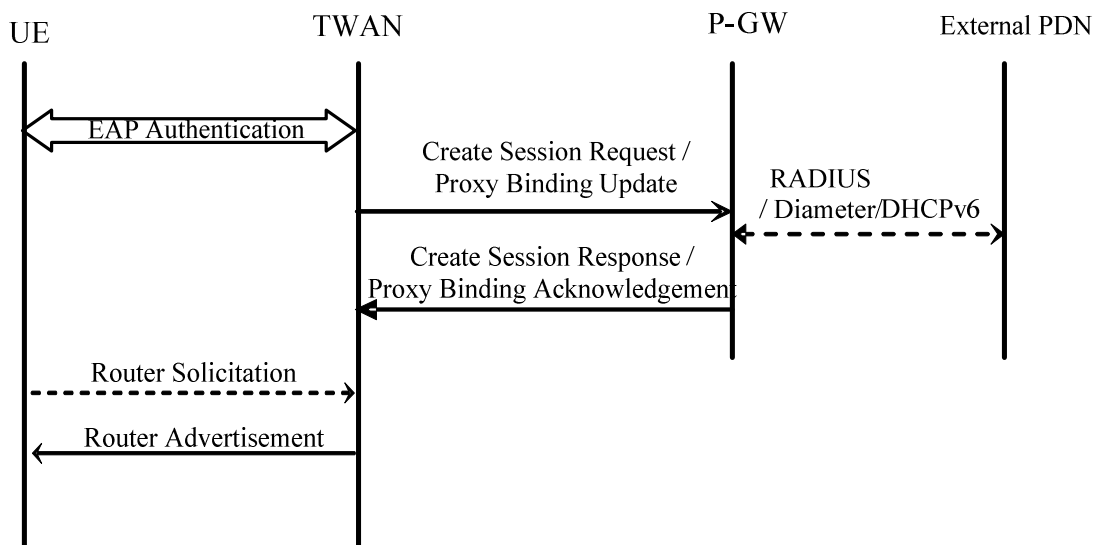 UE
TWAN
P-GW
External PDN
EAP Authentication
Create Session Request /
Proxy Binding Update
RADIUS
/ Diameter/DHCPv6
Create Session Response /
Proxy Binding Acknowledgement
Router Solicitation
Router Advertisement